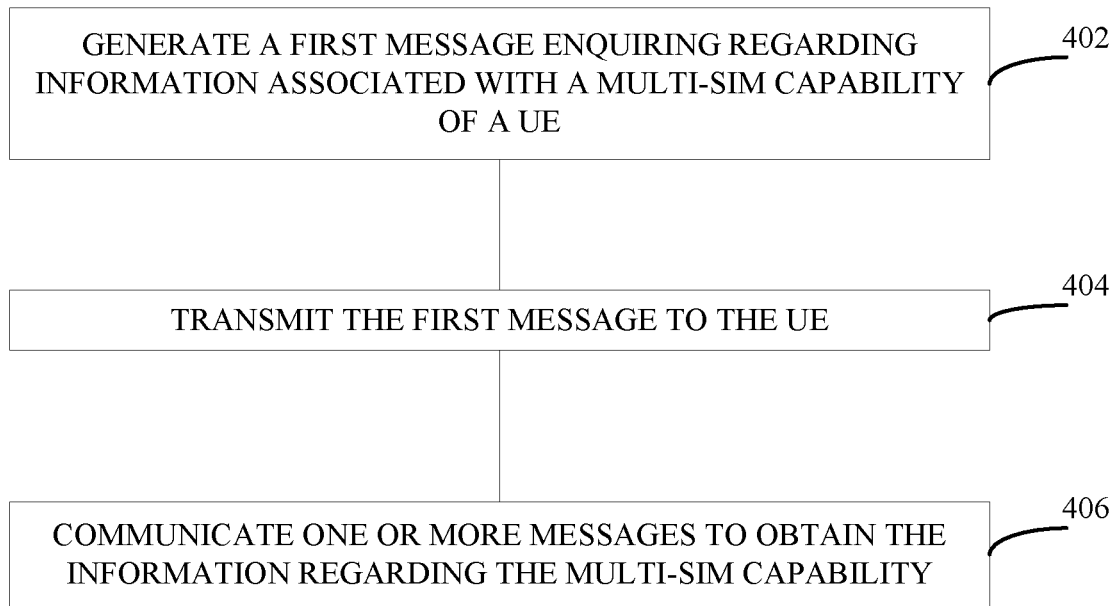 GENERATE A FIRST MESSAGE ENQUIRING REGARDING
INFORMATION ASSOCIATED WITH A MULTI-SIM CAPABILITY
OF A UE
402
TRANSMIT THE FIRST MESSAGE TO THE UE
404
COMMUNICATE ONE OR MORE MESSAGES TO OBTAIN THE
INFORMATION REGARDING THE MULTI-SIM CAPABILITY
406